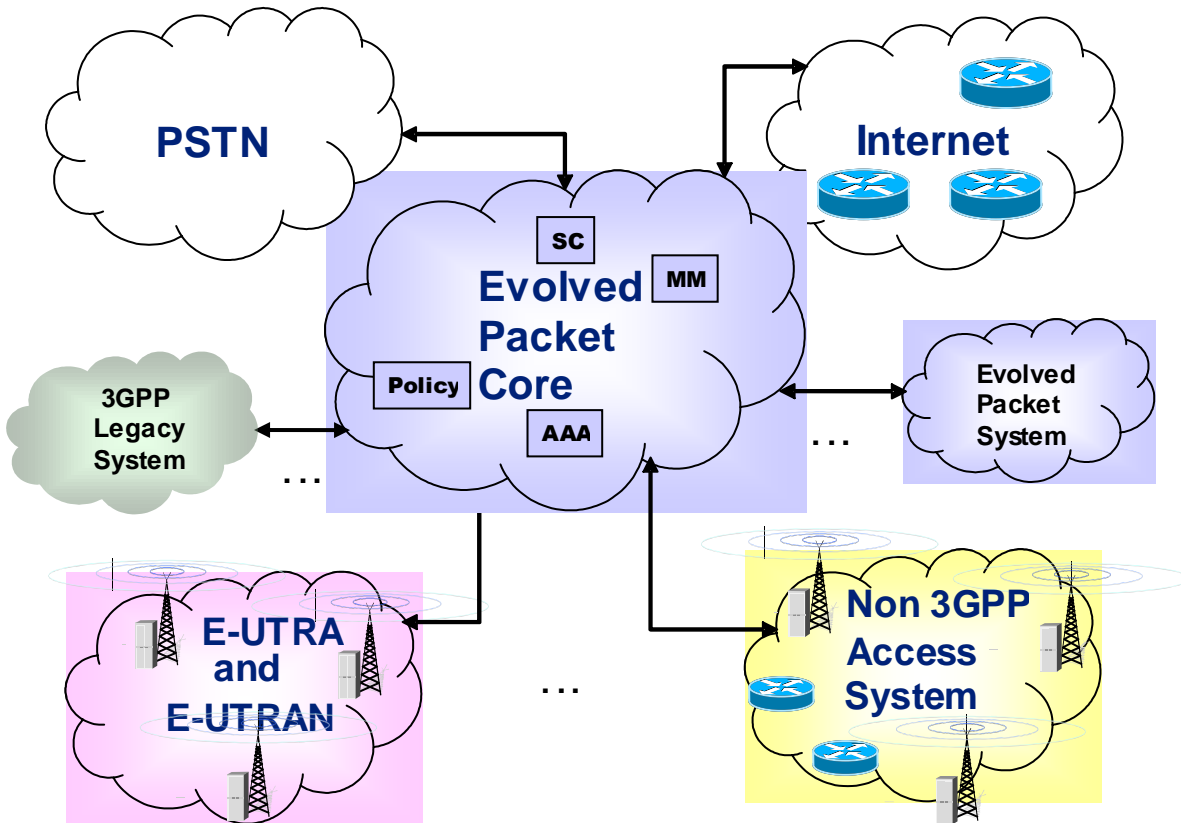 PSTN
Internet
SC
MM
Evolved
Packet
Core
Policy
AAA
3GPP
Legacy
System
...
Evolved
Packet
System
...
E-UTRA
and
E-UTRAN
...
Non 3GPP
Access
System